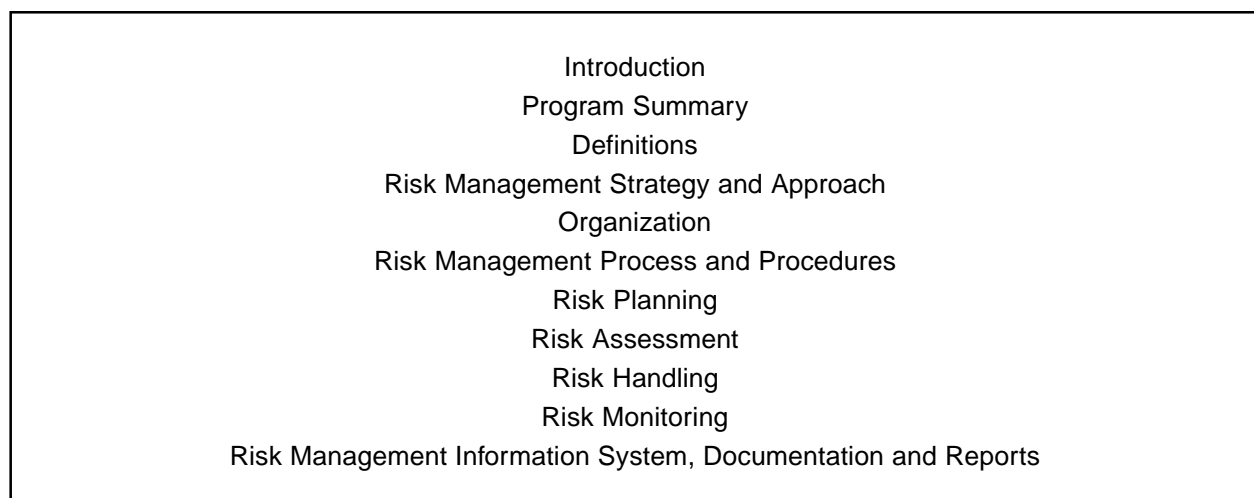 Introduction
Program Summary
Definitions
Risk Management Strategy and Approach
Organization
Risk Management Process and Procedures
Risk Planning
Risk Assessment
Risk Handling
Risk Monitoring
Risk Management Information System, Documentation and Reports